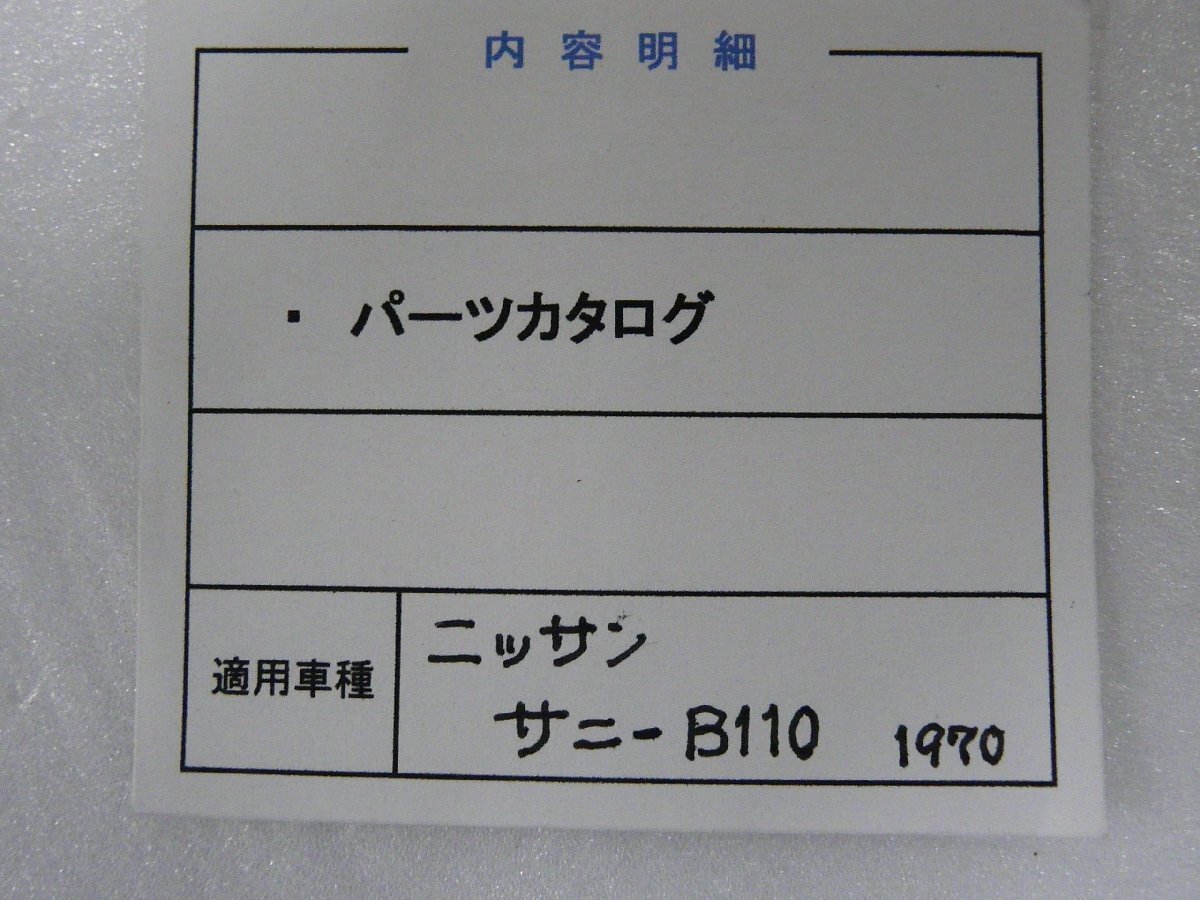 内容明細
・ パーツカタログ
適用車種
ニッサン
サニーB110 1970